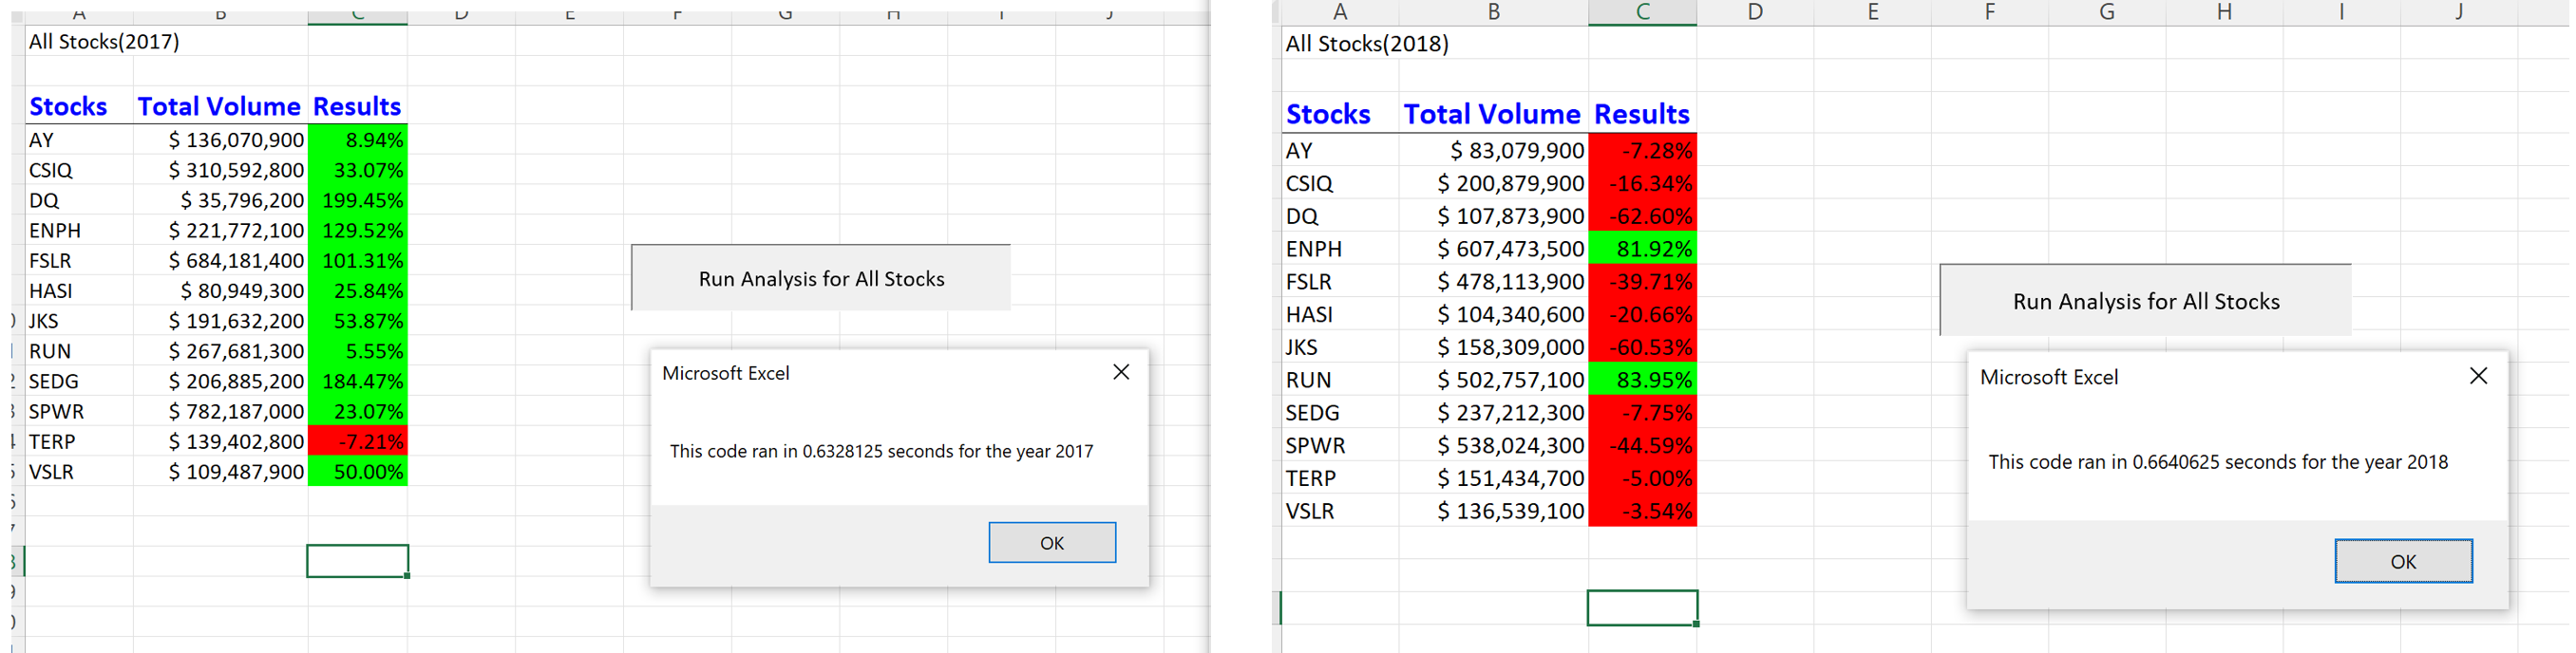 A B C D E F G H I J
All Stocks(2017)
Stocks Total Volume Results
AY $ 136,070,900 8.94%
CSIQ $ 310,592,800 33.07%
DQ $ 35,796,200 199.45%
ENPH $ 221,772,100 129.52%
FSLR $ 684,181,400 101.31%
HASI $ 80,949,300 25.84%
JKS $ 191,632,200 53.87%
RUN $ 267,681,300 5.55%
SEDG $ 206,885,200 184.47%
SPWR $ 782,187,000 23.07%
TERP $ 139,402,800 -7.21%
VSLR $ 109,487,900 50.00%
Run Analysis for All Stocks
Microsoft Excel
This code ran in 0.6328125 seconds for the year 2017
OK
A B C D E F G H I J
All Stocks(2018)
Stocks Total Volume Results
AY $ 83,079,900 -7.28%
CSIQ $ 200,879,900 -16.34%
DQ $ 107,873,900 -62.60%
ENPH $ 607,473,500 81.92%
FSLR $ 478,113,900 -39.71%
HASI $ 104,340,600 -20.66%
JKS $ 158,309,000 -60.53%
RUN $ 502,757,100 83.95%
SEDG $ 237,212,300 -7.75%
SPWR $ 538,024,300 -44.59%
TERP $ 151,434,700 -5.00%
VSLR $ 136,539,100 -3.54%
Run Analysis for All Stocks
Microsoft Excel
This code ran in 0.6640625 seconds for the year 2018
OK